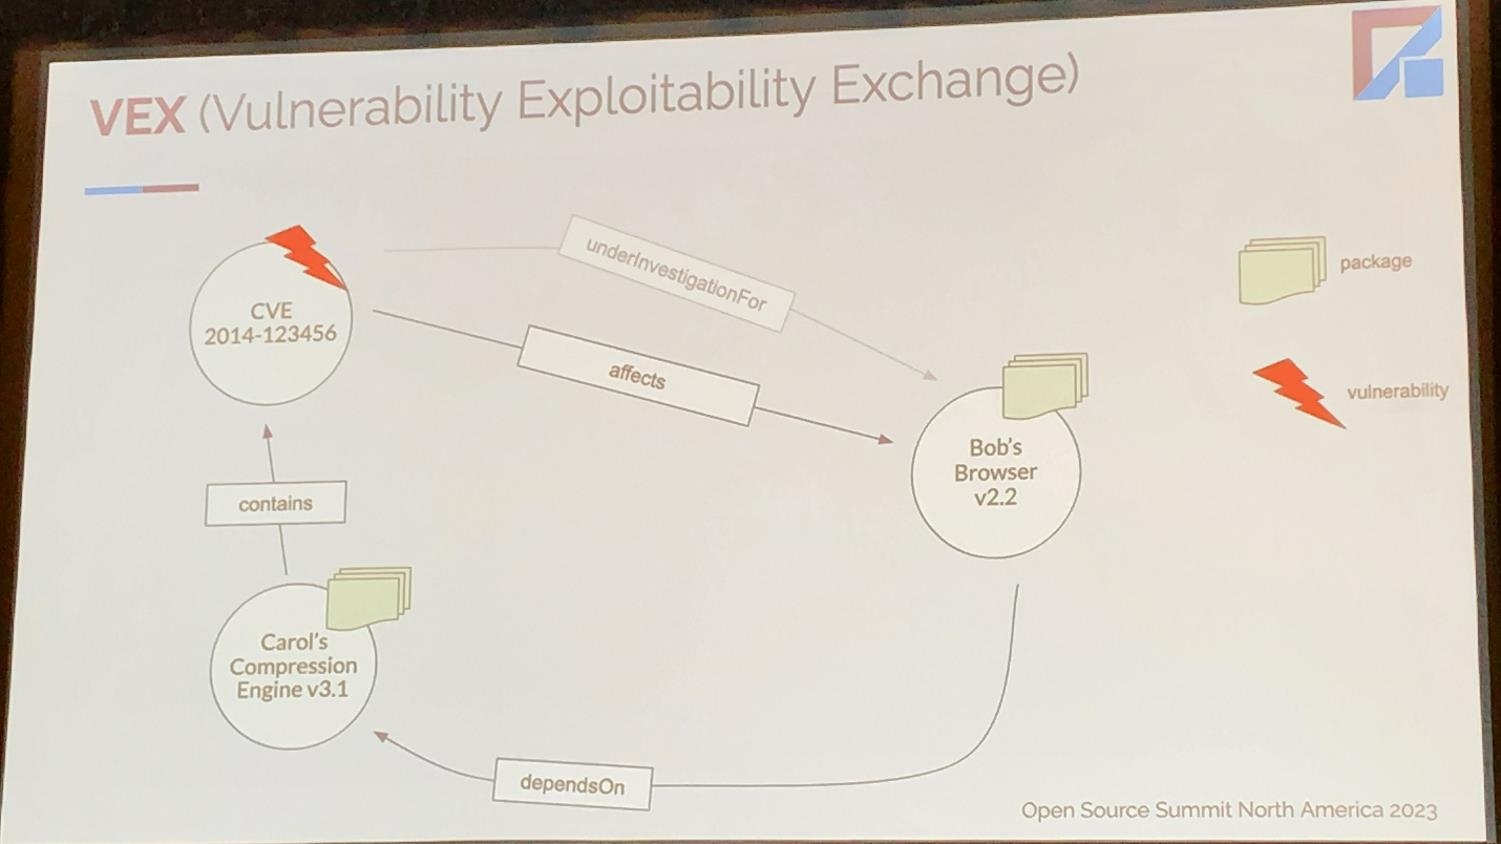 VEX (Vulnerability Exploitability Exchange)
underInvestigationFor
package
CVE
2014-123456
affects
vulnerability
Bob's
Browser
v2.2
contains
Carol's
Compression
Engine v3.1
dependsOn
Open Source Summit North America 2023